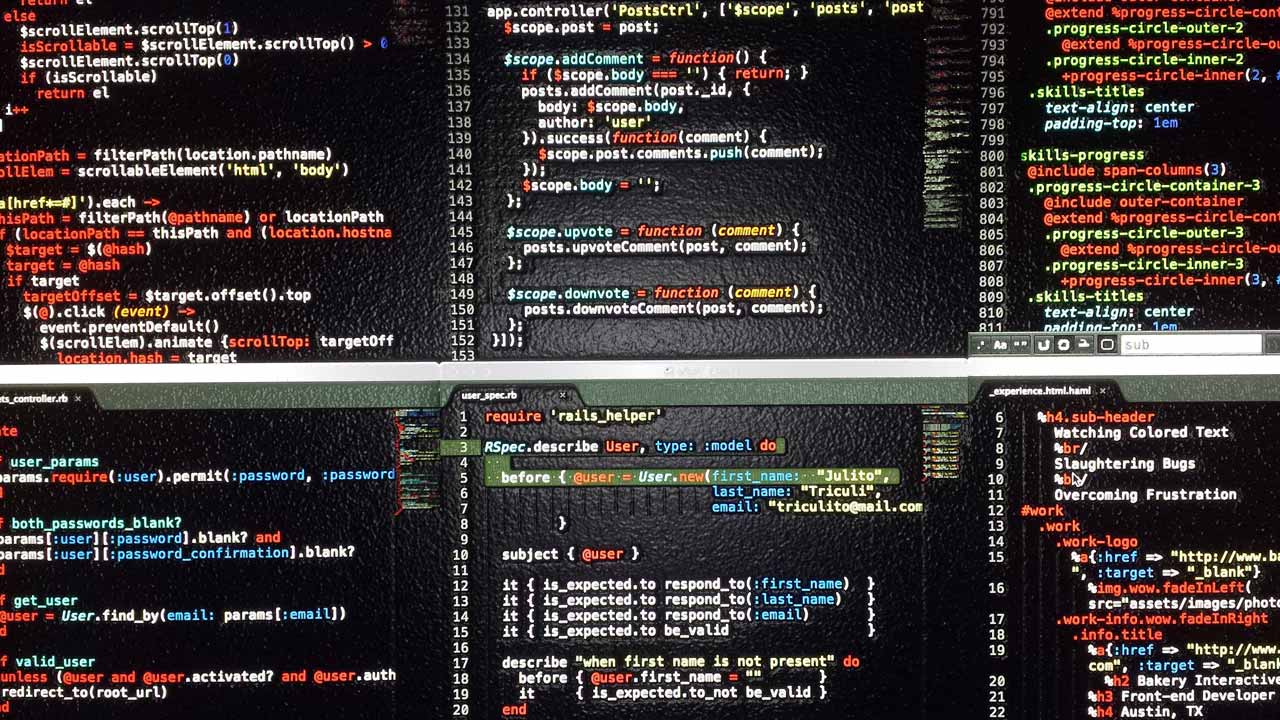 return el
else
$scrollElement.scrollTop(1)
isScrollable = $scrollElement.scrollTop() > 0
$scrollElement.scrollTop(0)
if (isScrollable)
return el
i++
]
ationPath = filterPath(location.pathname)
ollElem = scrollableElement('html', 'body')
a[href*=#]').each ->
hisPath = filterPath(@pathname) or locationPath
f (locationPath == thisPath and (location.hostna
$target = $(@hash)
target = @hash
if target
targetOffset = $target.offset().top
$(@).click (event) ->
event.preventDefault()
$(scrollElem).animate {scrollTop: targetOff
location.hash = target
131 app.controller('PostsCtrl', ['$scope', 'posts', 'post
132 $scope.post = post;
133
134 $scope.addComment = function() {
135 if ($scope.body === '') { return; }
136 posts.addComment(post._id, {
137 body: $scope.body,
138 author: 'user'
139 }).success(function(comment) {
140 $scope.post.comments.push(comment);
141 });
142 $scope.body = '';
143 };
144
145 $scope.upvote = function (comment) {
146 posts.upvoteComment(post, comment);
147 };
148
149 $scope.downvote = function (comment) {
150 posts.downvoteComment(post, comment);
151 };
152 }]);
153
791 @extend %progress-circle-cont
792 .progress-circle-outer-2
793 @extend %progress-circle-ou
794 .progress-circle-inner-2
795 +progress-circle-inner(2, #
796 .skills-titles
797 text-align: center
798 padding-top: 1em
799
800 skills-progress
801 @include span-columns(3)
802 .progress-circle-container-3
803 @include outer-container
804 @extend %progress-circle-cont
805 .progress-circle-outer-3
806 @extend %progress-circle-ou
807 .progress-circle-inner-3
808 +progress-circle-inner(3, #
809 .skills-titles
810 text-align: center
811 padding-top: 1em
.* Aa "" sub
ts_controller.rb ×
ate
f user_params
params.require(:user).permit(:password, :password
d
f both_passwords_blank?
params[:user][:password].blank? and
params[:user][:password_confirmation].blank?
d
f get_user
@user = User.find_by(email: params[:email])
d
f valid_user
unless (@user and @user.activated? and @user.auth
redirect_to(root_url)
user_spec.rb ×
1 require 'rails_helper'
2
3 RSpec.describe User, type: :model do
4
5 before { @user = User.new(first_name: "Julito",
6 last_name: "Triculi",
7 email: "triculito@mail.com
8 }
9
10 subject { @user }
11
12 it { is_expected.to respond_to(:first_name) }
13 it { is_expected.to respond_to(:last_name) }
14 it { is_expected.to respond_to(:email) }
15 it { is_expected.to be_valid }
16
17 describe "when first name is not present" do
18 before { @user.first_name = "" }
19 it { is_expected.to_not be_valid }
20 end
_experience.html.haml ×
6 %h4.sub-header
7 Watching Colored Text
8 %br/
9 Slaughtering Bugs
10 %b /
11 Overcoming Frustration
12 #work
13 .work
14 .work-logo
15 %a{:href => "http://www.b
", :target => "_blank"}
16 %img.wow.fadeInLeft(
src="assets/images/photo
17 .work-info.wow.fadeInRight
18 .info.title
19 %a{:href => "http://www.
com", :target => "_blan
20 %h2 Bakery Interactive
21 %h3 Front-end Developer
22 %h4 Austin, TX